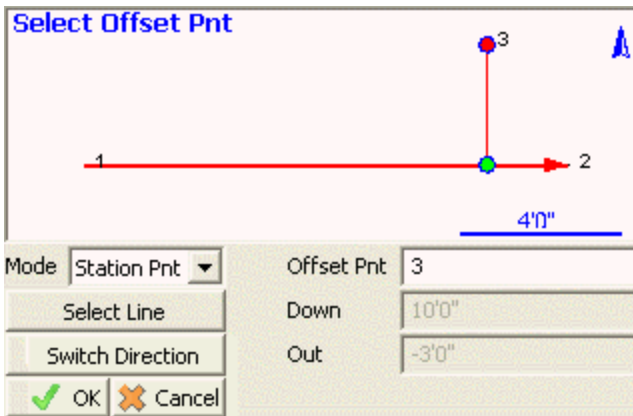 Select Offset Pnt
3
1
2
4'0"
Mode Station Pnt Offset Pnt 3
Select Line Down 10'0"
Switch Direction Out -3'0"
OK Cancel